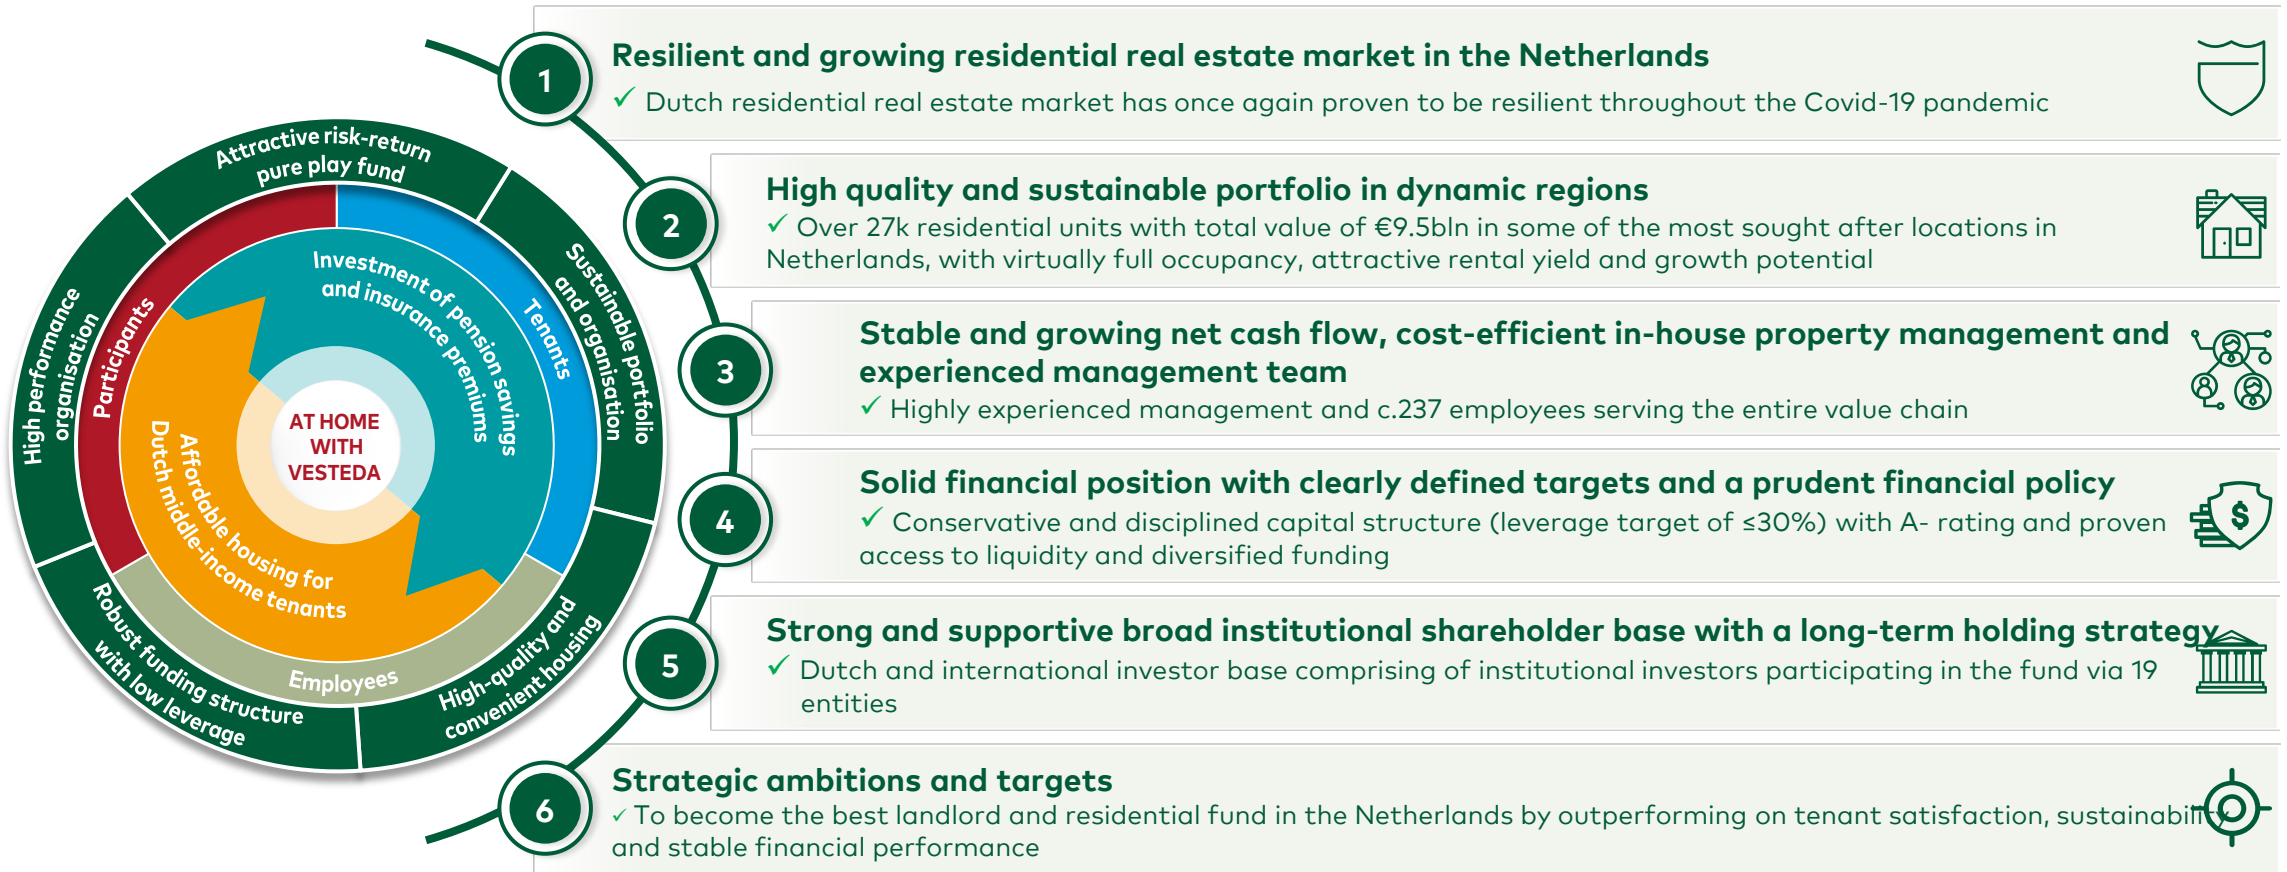 Attractive risk-return
pure play fund
Sustainable portfolio
and organisation
High-quality and
convenient housing
Robust funding structure
with low leverage
High performance
organisation
Participants
Tenants
Employees
Investment of pension savings
and insurance premiums
Affordable housing for
Dutch middle-income tenants
AT HOME
WITH
VESTEDA
1
Resilient and growing residential real estate market in the Netherlands
✓ Dutch residential real estate market has once again proven to be resilient throughout the Covid-19 pandemic
2
High quality and sustainable portfolio in dynamic regions
✓ Over 27k residential units with total value of €9.5bln in some of the most sought after locations in
Netherlands, with virtually full occupancy, attractive rental yield and growth potential
3
Stable and growing net cash flow, cost-efficient in-house property management and
experienced management team
✓ Highly experienced management and c.237 employees serving the entire value chain
4
Solid financial position with clearly defined targets and a prudent financial policy
✓ Conservative and disciplined capital structure (leverage target of ≤30%) with A- rating and proven
access to liquidity and diversified funding
$
5
Strong and supportive broad institutional shareholder base with a long-term holding strategy
✓ Dutch and international investor base comprising of institutional investors participating in the fund via 19
entities
6
Strategic ambitions and targets
✓ To become the best landlord and residential fund in the Netherlands by outperforming on tenant satisfaction, sustainability
and stable financial performance